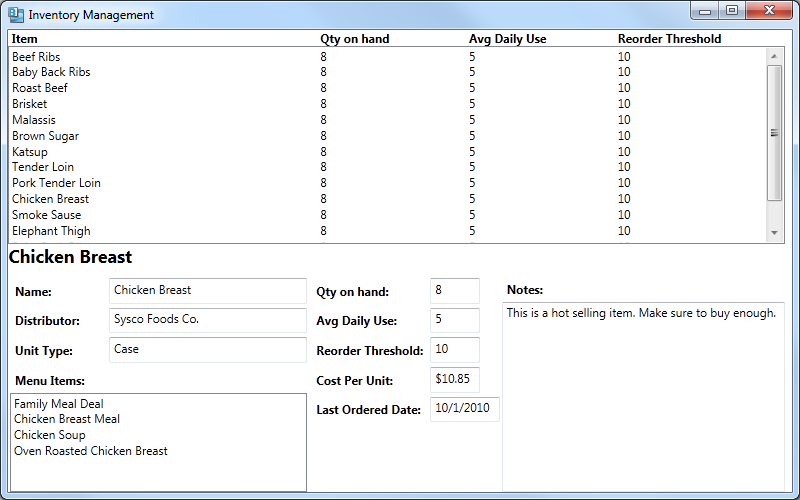 Inventory Management
Item Qty on hand Avg Daily Use Reorder Threshold
Beef Ribs 8 5 10
Baby Back Ribs 8 5 10
Roast Beef 8 5 10
Brisket 8 5 10
Malassis 8 5 10
Brown Sugar 8 5 10
Katsup 8 5 10
Tender Loin 8 5 10
Pork Tender Loin 8 5 10
Chicken Breast 8 5 10
Smoke Sause 8 5 10
Elephant Thigh 8 5 10
Chicken Breast
Name: Chicken Breast Qty on hand: 8 Notes:
Distributor: Sysco Foods Co. Avg Daily Use: 5 This is a hot selling item. Make sure to buy enough.
Unit Type: Case Reorder Threshold: 10
Menu Items: Cost Per Unit: $10.85
Family Meal Deal Last Ordered Date: 10/1/2010
Chicken Breast Meal
Chicken Soup
Oven Roasted Chicken Breast